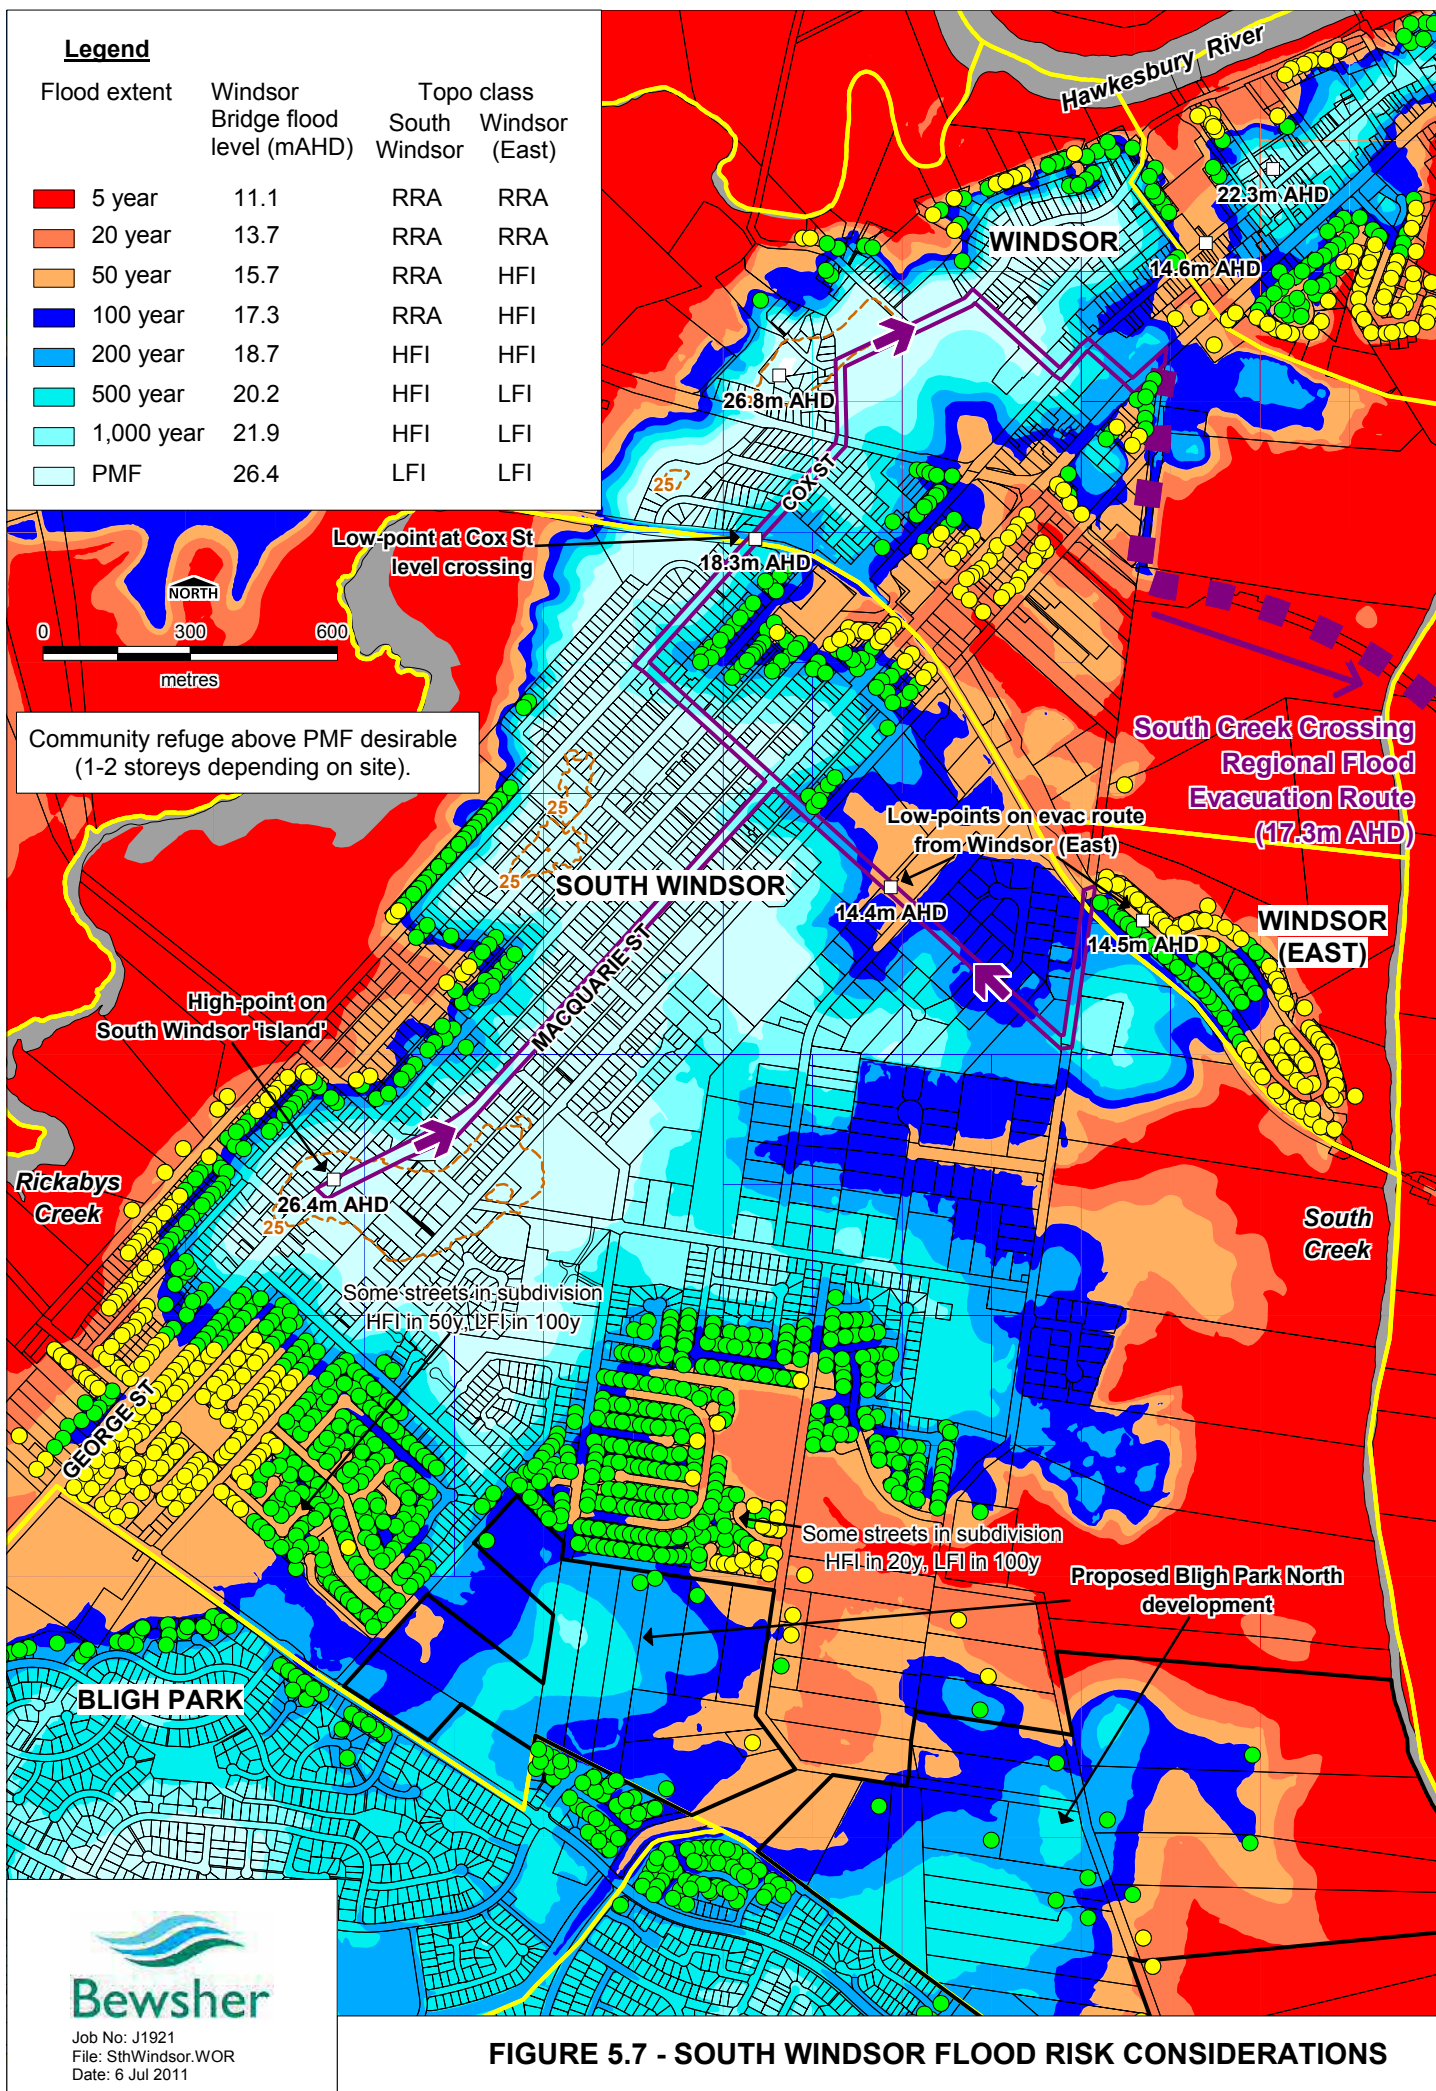 Legend
Flood extent Windsor Bridge flood level (mAHD) Topo class
South Windsor Windsor (East)
5 year 11.1 RRA RRA
20 year 13.7 RRA RRA
50 year 15.7 RRA HFI
100 year 17.3 RRA HFI
200 year 18.7 HFI HFI
500 year 20.2 HFI LFI
1,000 year 21.9 HFI LFI
PMF 26.4 LFI LFI
Hawkesbury River
22.3m AHD
WINDSOR
14.6m AHD
26.8m AHD
COX ST
25
Low-point at Cox St
level crossing
18.3m AHD
NORTH
0 300 600
metres
Community refuge above PMF desirable
(1-2 storeys depending on site).
South Creek Crossing
Regional Flood
Evacuation Route
(17.3m AHD)
25
Low-points on evac route
from Windsor (East)
25
SOUTH WINDSOR
14.4m AHD
14.5m AHD
WINDSOR
(EAST)
MACQUARIE ST
High-point on
South Windsor 'island'
Rickabys
Creek
26.4m AHD
25
South
Creek
Some streets in subdivision
HFI in 50y, LFI in 100y
GEORGE ST
Some streets in subdivision
HFI in 20y, LFI in 100y
Proposed Bligh Park North
development
BLIGH PARK
Bewsher
Job No: J1921
File: SthWindsor.WOR
Date: 6 Jul 2011
FIGURE 5.7 - SOUTH WINDSOR FLOOD RISK CONSIDERATIONS